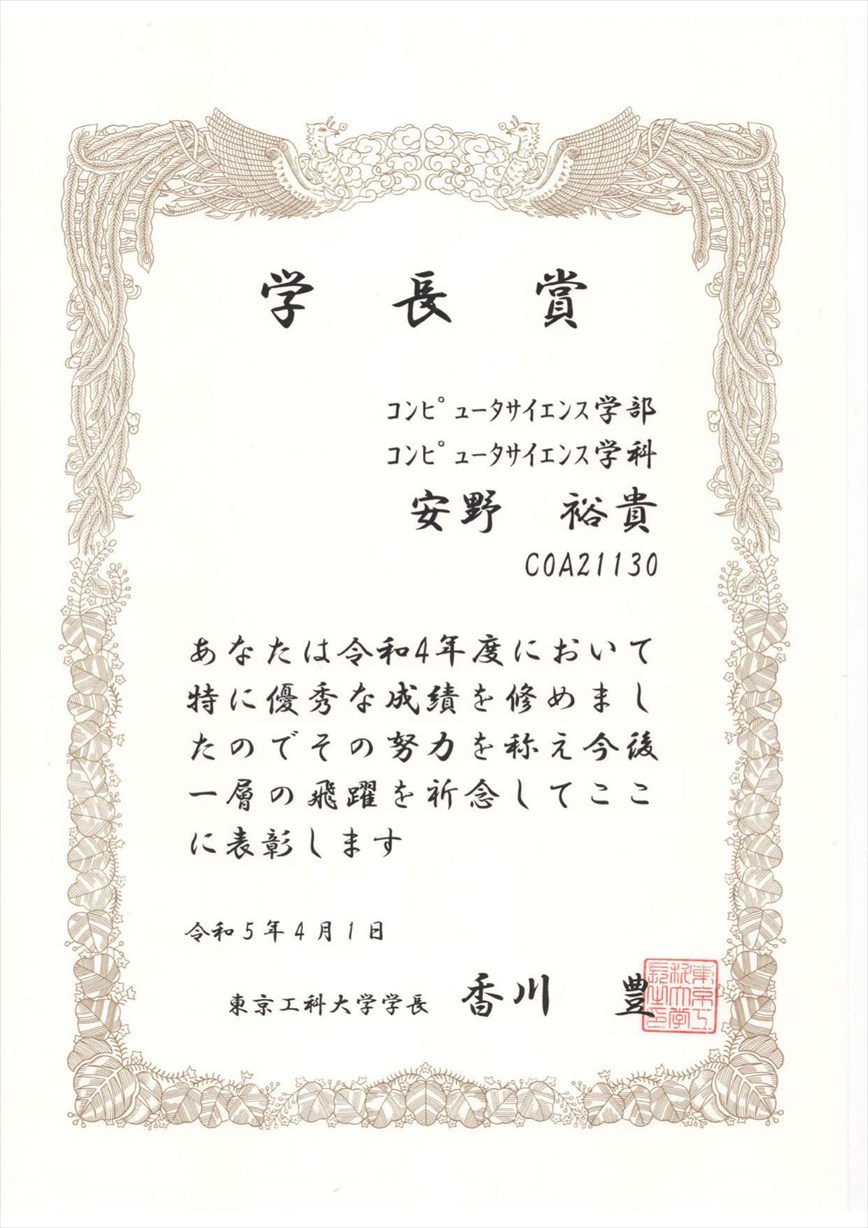 学長賞
コンピュータサイエンス学部
コンピュータサイエンス学科
安野 裕貴
C0A21130
あなたは令和4年度において
特に優秀な成績を修めまし
たのでその努力を称え今後
一層の飛躍を祈念してここ
に表彰します
令和5年4月1日
東京工科大学学長 香川 豊
東京工
科大学
長之印